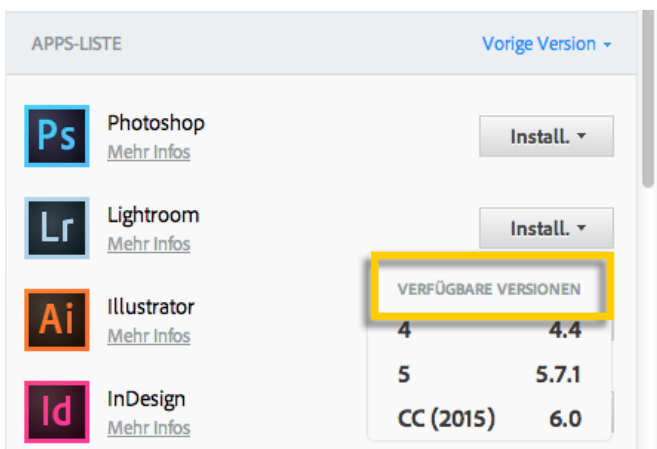 APPS-LISTE Vorige Version
Ps Photoshop Install.
Mehr Infos
Lr Lightroom Install.
Mehr Infos
VERFÜGBARE VERSIONEN
Ai Illustrator
4 4.4
Mehr Infos
5 5.7.1
Id InDesign
CC (2015) 6.0
Mehr Infos